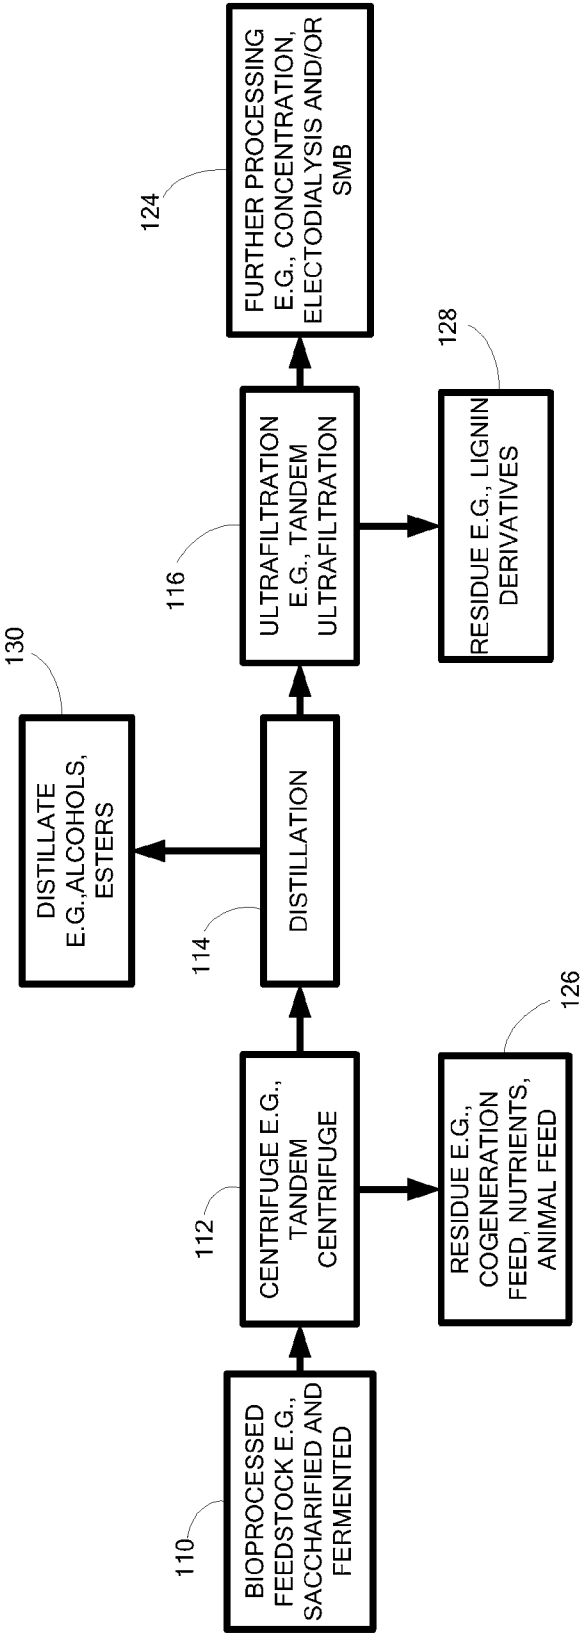 110
BIOPROCESSED
FEEDSTOCK E.G.,
SACCHARIFIED AND
FERMENTED
112
CENTRIFUGE E.G.,
TANDEM
CENTRIFUGE
126
RESIDUE E.G.,
COGENERATION
FEED, NUTRIENTS,
ANIMAL FEED
114
DISTILLATION
130
DISTILLATE
E.G.,ALCOHOLS,
ESTERS
116
ULTRAFILTRATION
E.G., TANDEM
ULTRAFILTRATION
128
RESIDUE E.G., LIGNIN
DERIVATIVES
124
FURTHER PROCESSING
E.G., CONCENTRATION,
ELECTODIALYSIS AND/OR
SMB